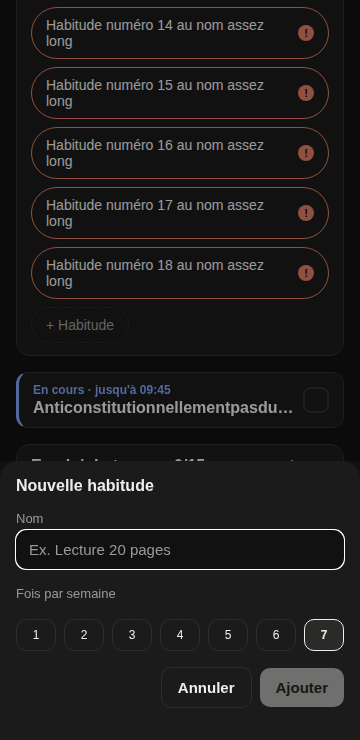 Habitude numéro 14 au nom assez
long
!
Habitude numéro 15 au nom assez
long
!
Habitude numéro 16 au nom assez
long
!
Habitude numéro 17 au nom assez
long
!
Habitude numéro 18 au nom assez
long
!
+ Habitude
En cours · jusqu'à 09:45
Anticonstitutionnellementpasdu…
Nouvelle habitude
Nom
Ex. Lecture 20 pages
Fois par semaine
1 2 3 4 5 6 7
Annuler Ajouter